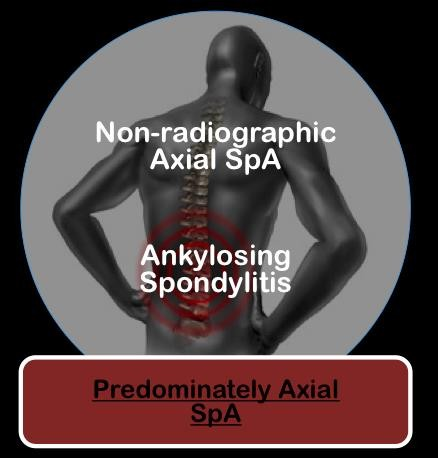 Non-radiographic
Axial SpA
Ankylosing
Spondylitis
Predominately Axial
SpA